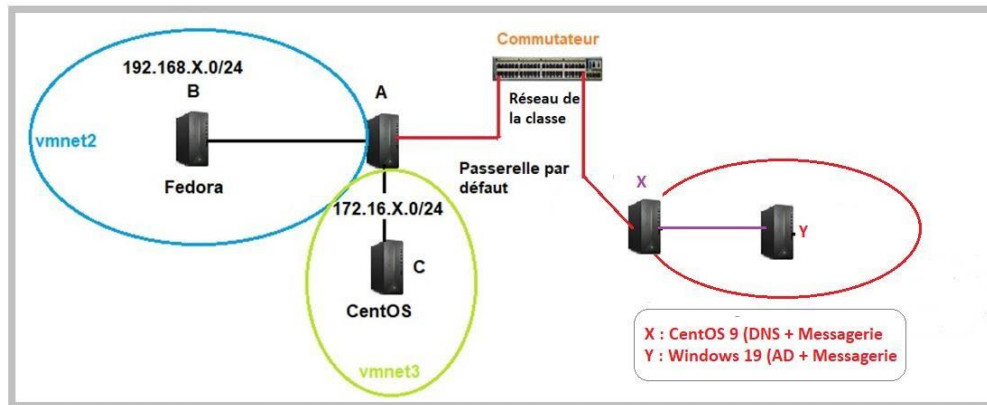 Commutateur
192.168.X.0/24
B
A
Réseau de
la classe
vmnet2
Passerelle par
défaut
X
Fedora
172.16.X.0/24
Y
C
CentOS
X : CentOS 9 (DNS + Messagerie
Y : Windows 19 (AD + Messagerie
vmnet3